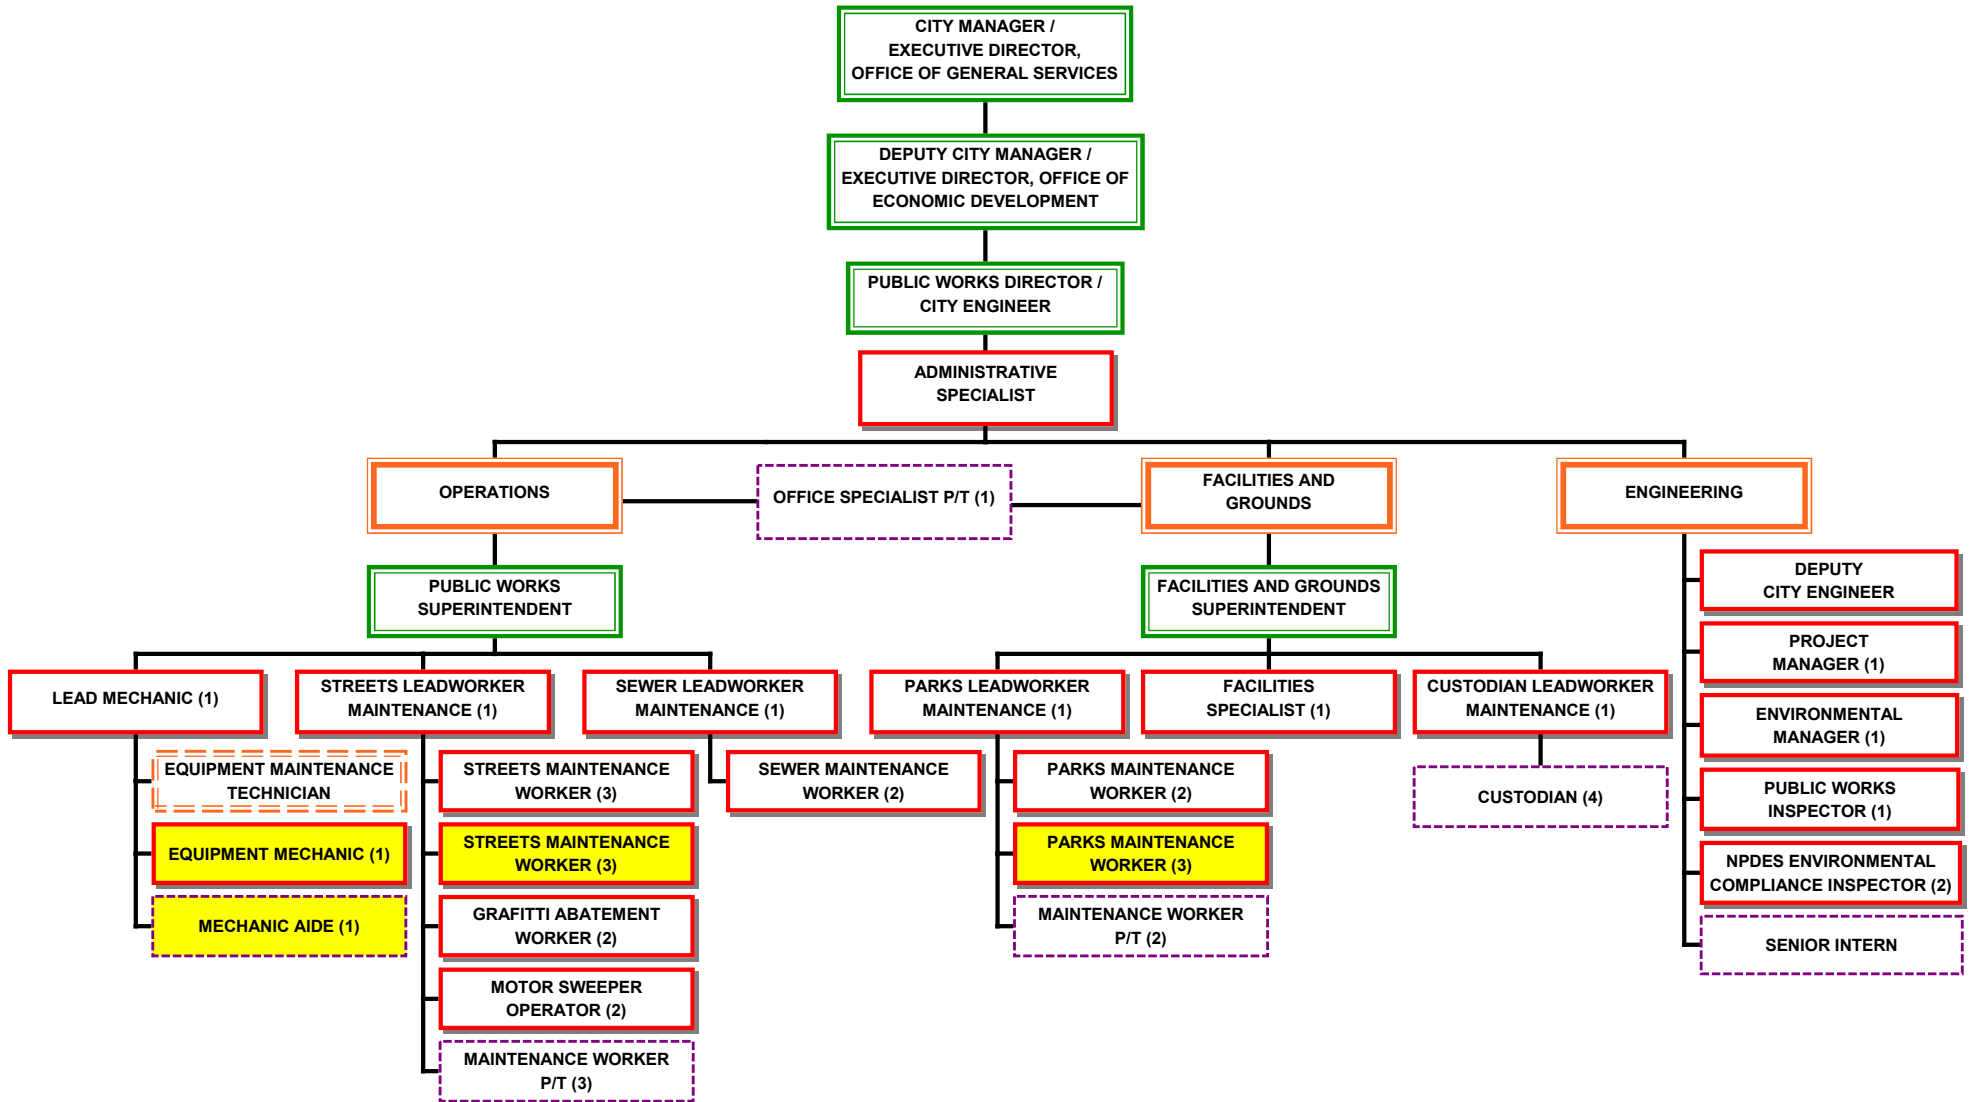 CITY MANAGER /
EXECUTIVE DIRECTOR,
OFFICE OF GENERAL SERVICES
DEPUTY CITY MANAGER /
EXECUTIVE DIRECTOR, OFFICE OF
ECONOMIC DEVELOPMENT
PUBLIC WORKS DIRECTOR /
CITY ENGINEER
ADMINISTRATIVE
SPECIALIST
OPERATIONS
OFFICE SPECIALIST P/T (1)
FACILITIES AND
GROUNDS
ENGINEERING
PUBLIC WORKS
SUPERINTENDENT
FACILITIES AND GROUNDS
SUPERINTENDENT
LEAD MECHANIC (1)
EQUIPMENT MAINTENANCE
TECHNICIAN
EQUIPMENT MECHANIC (1)
MECHANIC AIDE (1)
STREETS LEADWORKER
MAINTENANCE (1)
STREETS MAINTENANCE
WORKER (3)
STREETS MAINTENANCE
WORKER (3)
GRAFITTI ABATEMENT
WORKER (2)
MOTOR SWEEPER
OPERATOR (2)
MAINTENANCE WORKER
P/T (3)
SEWER LEADWORKER
MAINTENANCE (1)
SEWER MAINTENANCE
WORKER (2)
PARKS LEADWORKER
MAINTENANCE (1)
PARKS MAINTENANCE
WORKER (2)
PARKS MAINTENANCE
WORKER (3)
MAINTENANCE WORKER
P/T (2)
FACILITIES
SPECIALIST (1)
CUSTODIAN LEADWORKER
MAINTENANCE (1)
CUSTODIAN (4)
DEPUTY
CITY ENGINEER
PROJECT
MANAGER (1)
ENVIRONMENTAL
MANAGER (1)
PUBLIC WORKS
INSPECTOR (1)
NPDES ENVIRONMENTAL
COMPLIANCE INSPECTOR (2)
SENIOR INTERN